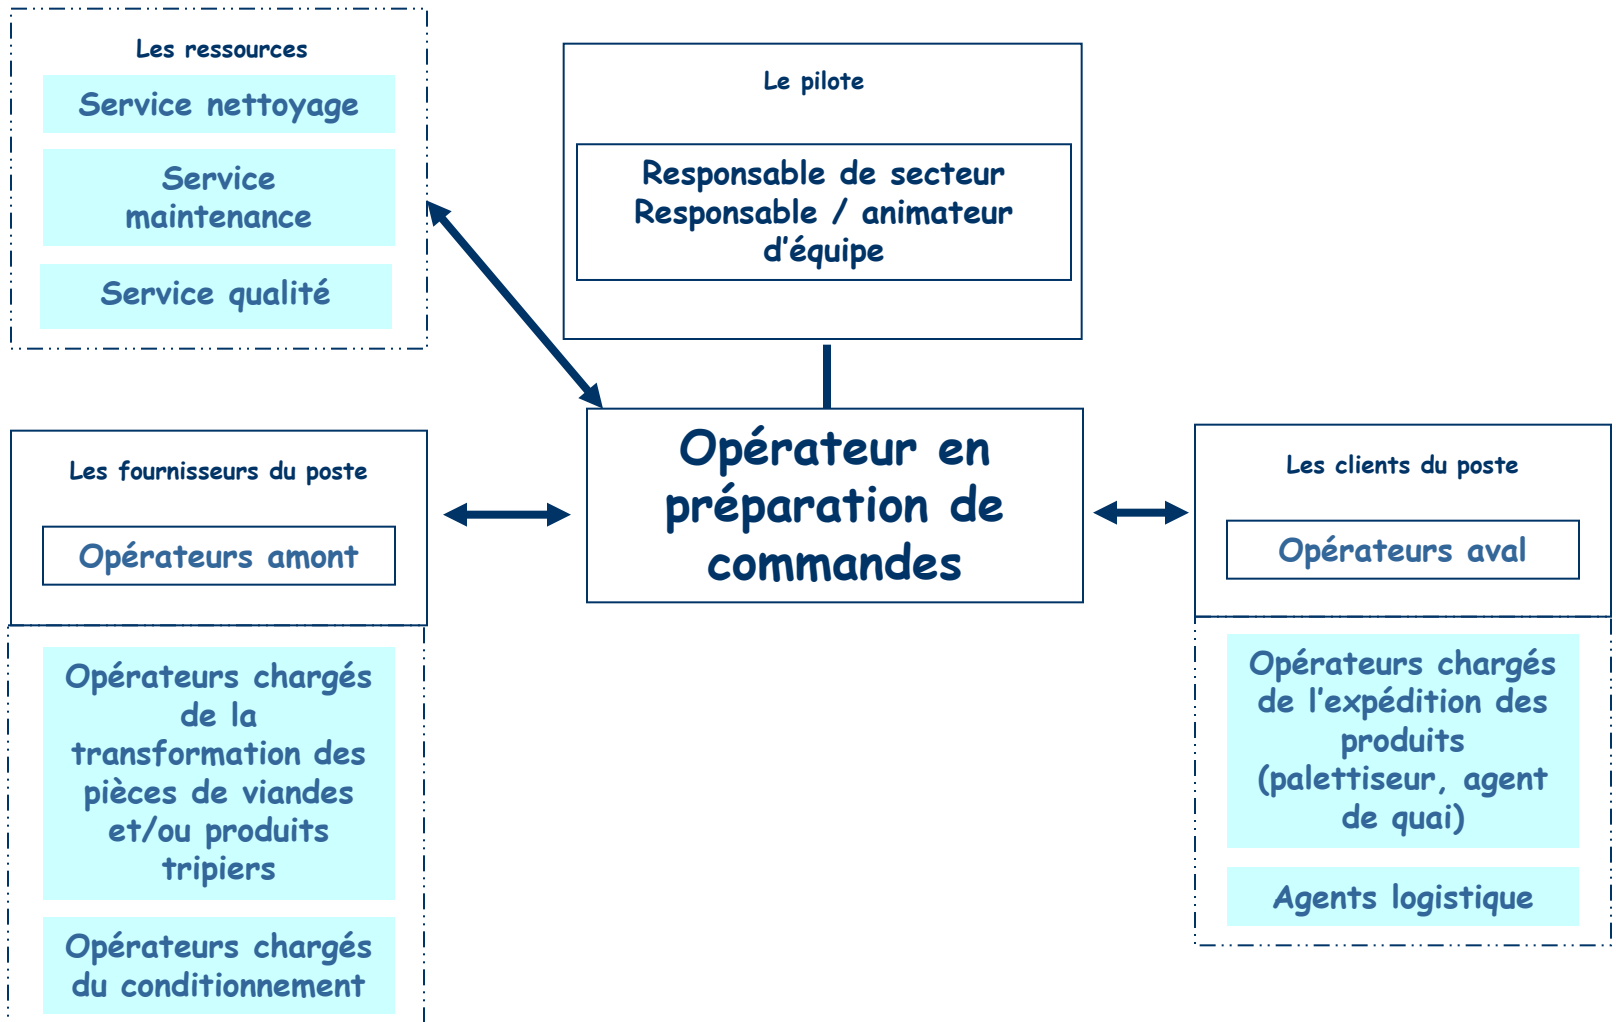 Les ressources
Service nettoyage
Service
maintenance
Service qualité
Le pilote
Responsable de secteur
Responsable / animateur
d'équipe
Opérateur en
préparation de
commandes
Les fournisseurs du poste
Opérateurs amont
Opérateurs chargés
de la
transformation des
pièces de viandes
et/ou produits
tripiers
Opérateurs chargés
du conditionnement
Les clients du poste
Opérateurs aval
Opérateurs chargés
de l'expédition des
produits
(palettiseur, agent
de quai)
Agents logistique